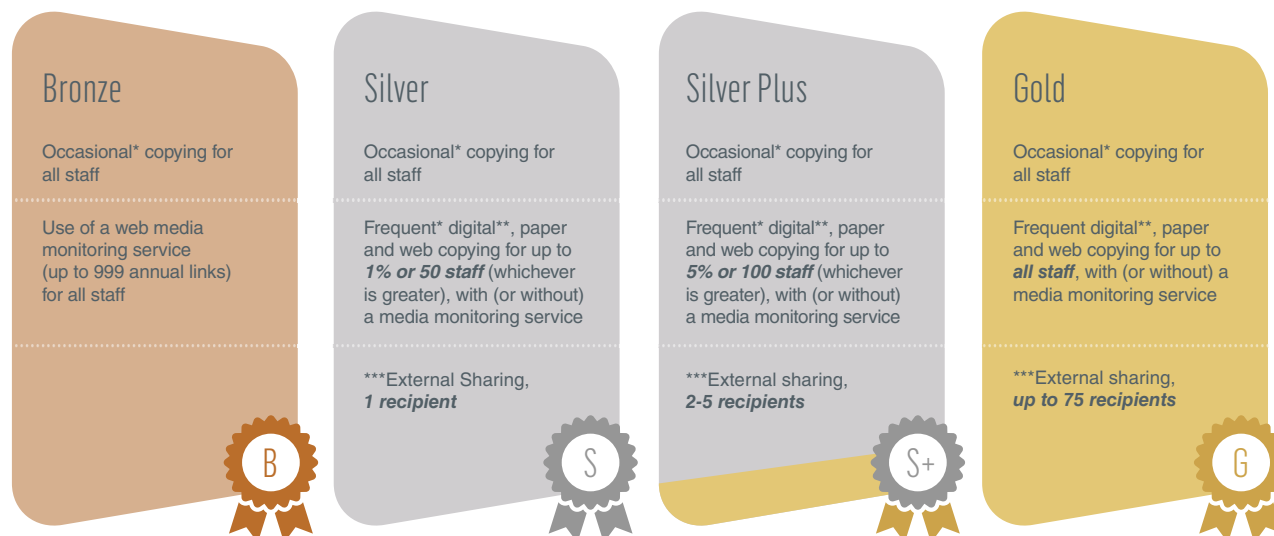 Bronze
Occasional* copying for
all staff
Use of a web media
monitoring service
(up to 999 annual links)
for all staff
B
Silver
Occasional* copying for
all staff
Frequent* digital**, paper
and web copying for up to
1% or 50 staff (whichever
is greater), with (or without)
a media monitoring service
***External Sharing,
1 recipient
S
Silver Plus
Occasional* copying for
all staff
Frequent* digital**, paper
and web copying for up to
5% or 100 staff (whichever
is greater), with (or without)
a media monitoring service
***External sharing,
2-5 recipients
S+
Gold
Occasional* copying for
all staff
Frequent digital**, paper
and web copying for up to
all staff, with (or without) a
media monitoring service
***External sharing,
up to 75 recipients
G